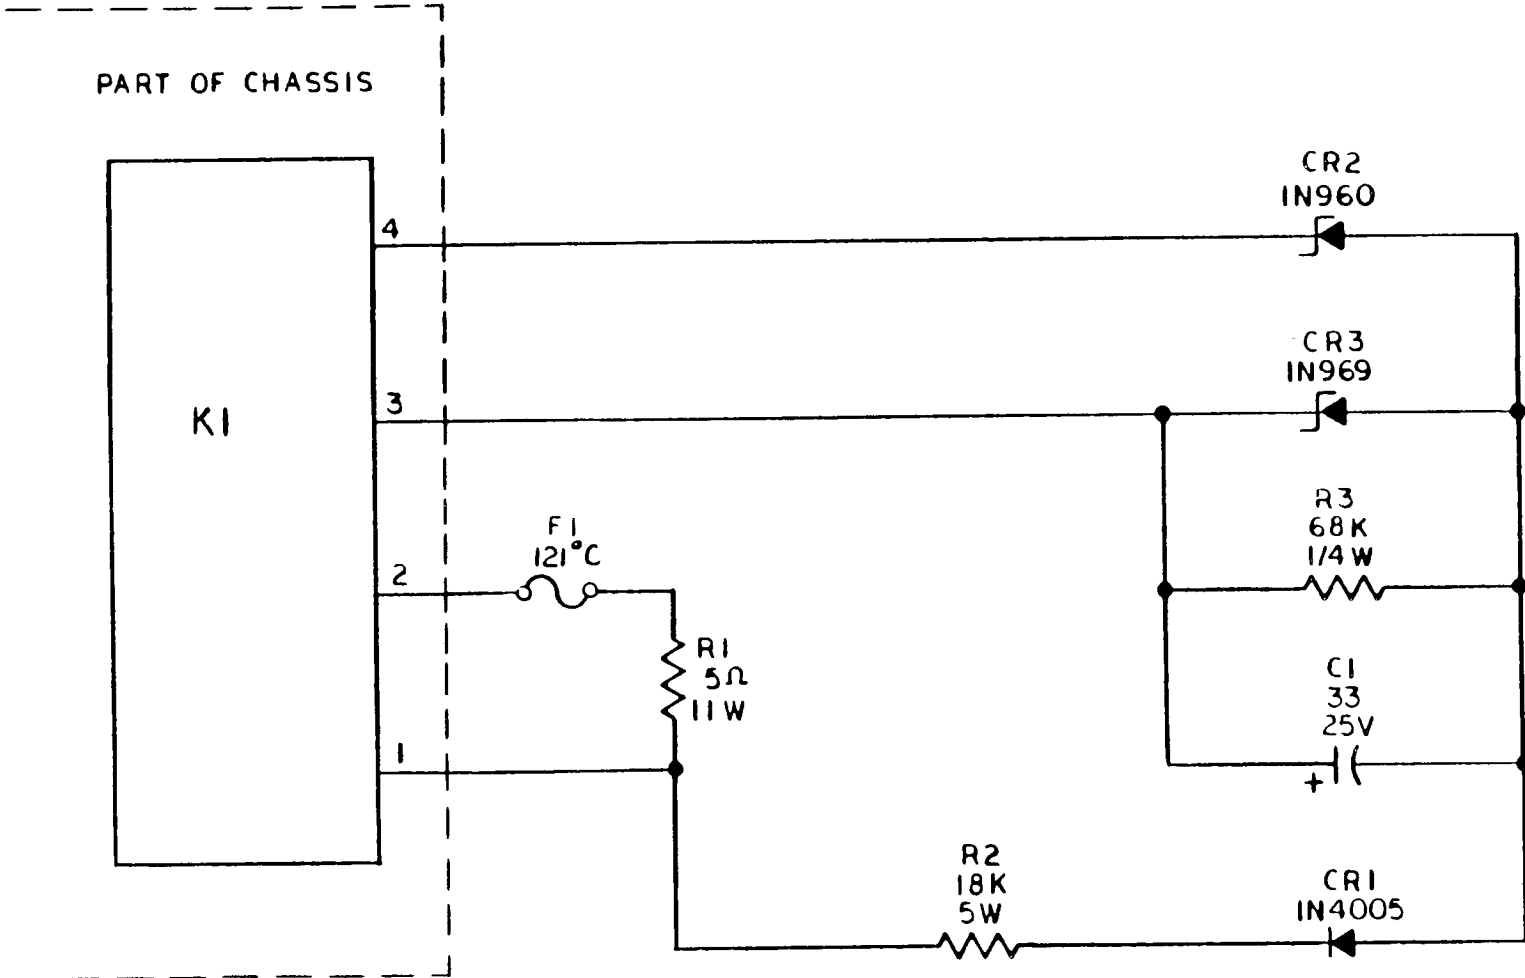 PART OF CHASSIS
CR2
1N960
4
CR3
1N969
3
K1
R3
68K
1/4W
F1
121°C
2
R1
5Ω
11W
C1
33
25V
+
1
R2
18K
5W
CR1
1N4005